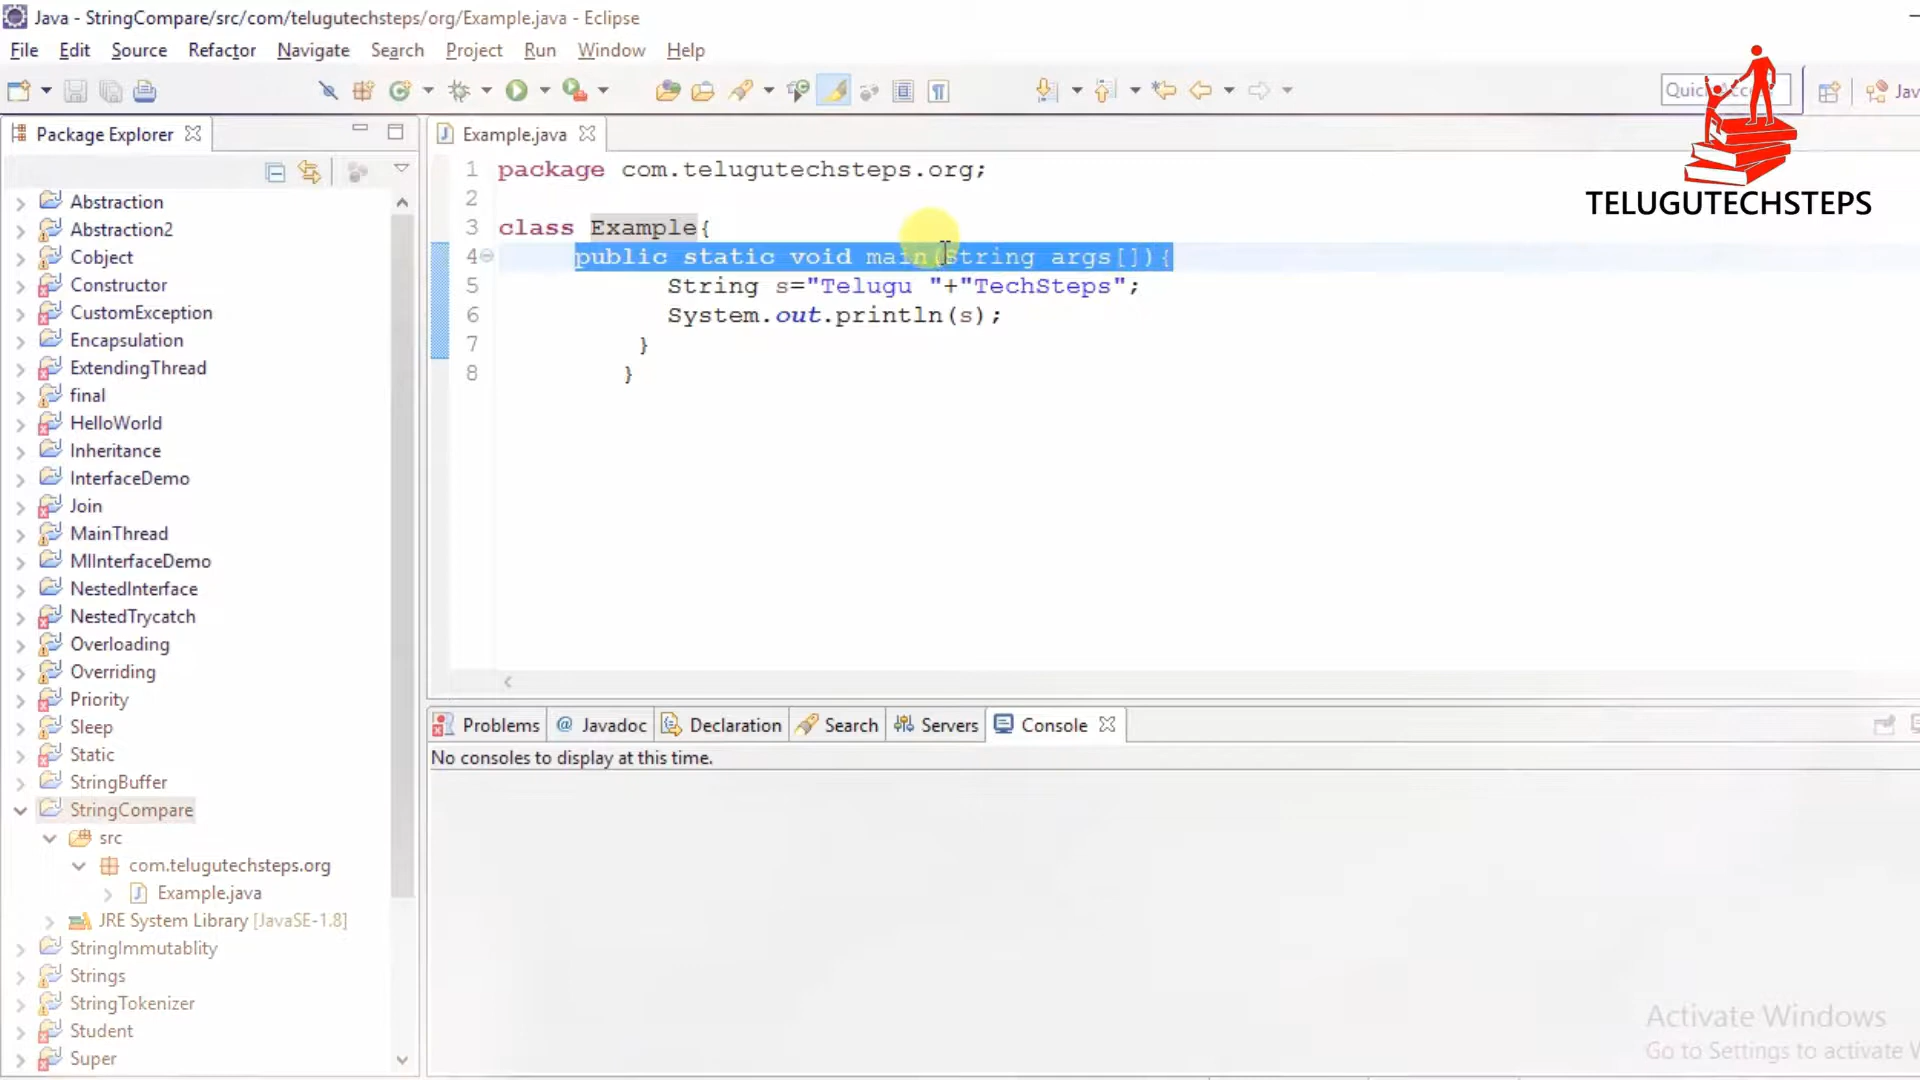 Java - StringCompare/src/com/telugutechsteps/org/Example.java - Eclipse
File Edit Source Refactor Navigate Search Project Run Window Help
TELUGUTECHSTEPS
Package Explorer
Abstraction
Abstraction2
Cobject
Constructor
CustomException
Encapsulation
ExtendingThread
final
HelloWorld
Inheritance
InterfaceDemo
Join
MainThread
MIInterfaceDemo
NestedInterface
NestedTrycatch
Overloading
Overriding
Priority
Sleep
Static
StringBuffer
StringCompare
src
com.telugutechsteps.org
Example.java
JRE System Library [JavaSE-1.8]
StringImmutablity
Strings
StringTokenizer
Student
Super
Example.java
1 package com.telugutechsteps.org;
2
3 class Example{
4 public static void main(String args[]){
5 String s="Telugu "+"TechSteps";
6 System.out.println(s);
7 }
8 }
Problems @ Javadoc Declaration Search Servers Console
No consoles to display at this time.
Activate Windows
Go to Settings to activate